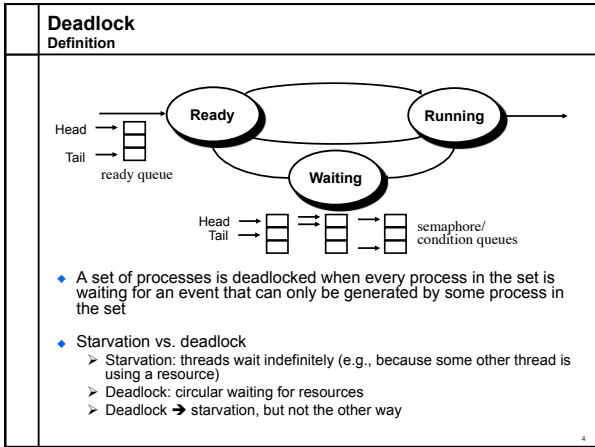 Deadlock
Definition
Ready
Running
Head
Tail
ready queue
Waiting
Head
Tail
semaphore/
condition queues
A set of processes is deadlocked when every process in the set is
waiting for an event that can only be generated by some process in
the set
Starvation vs. deadlock
Starvation: threads wait indefinitely (e.g., because some other thread is
using a resource)
Deadlock: circular waiting for resources
Deadlock ➔ starvation, but not the other way
4